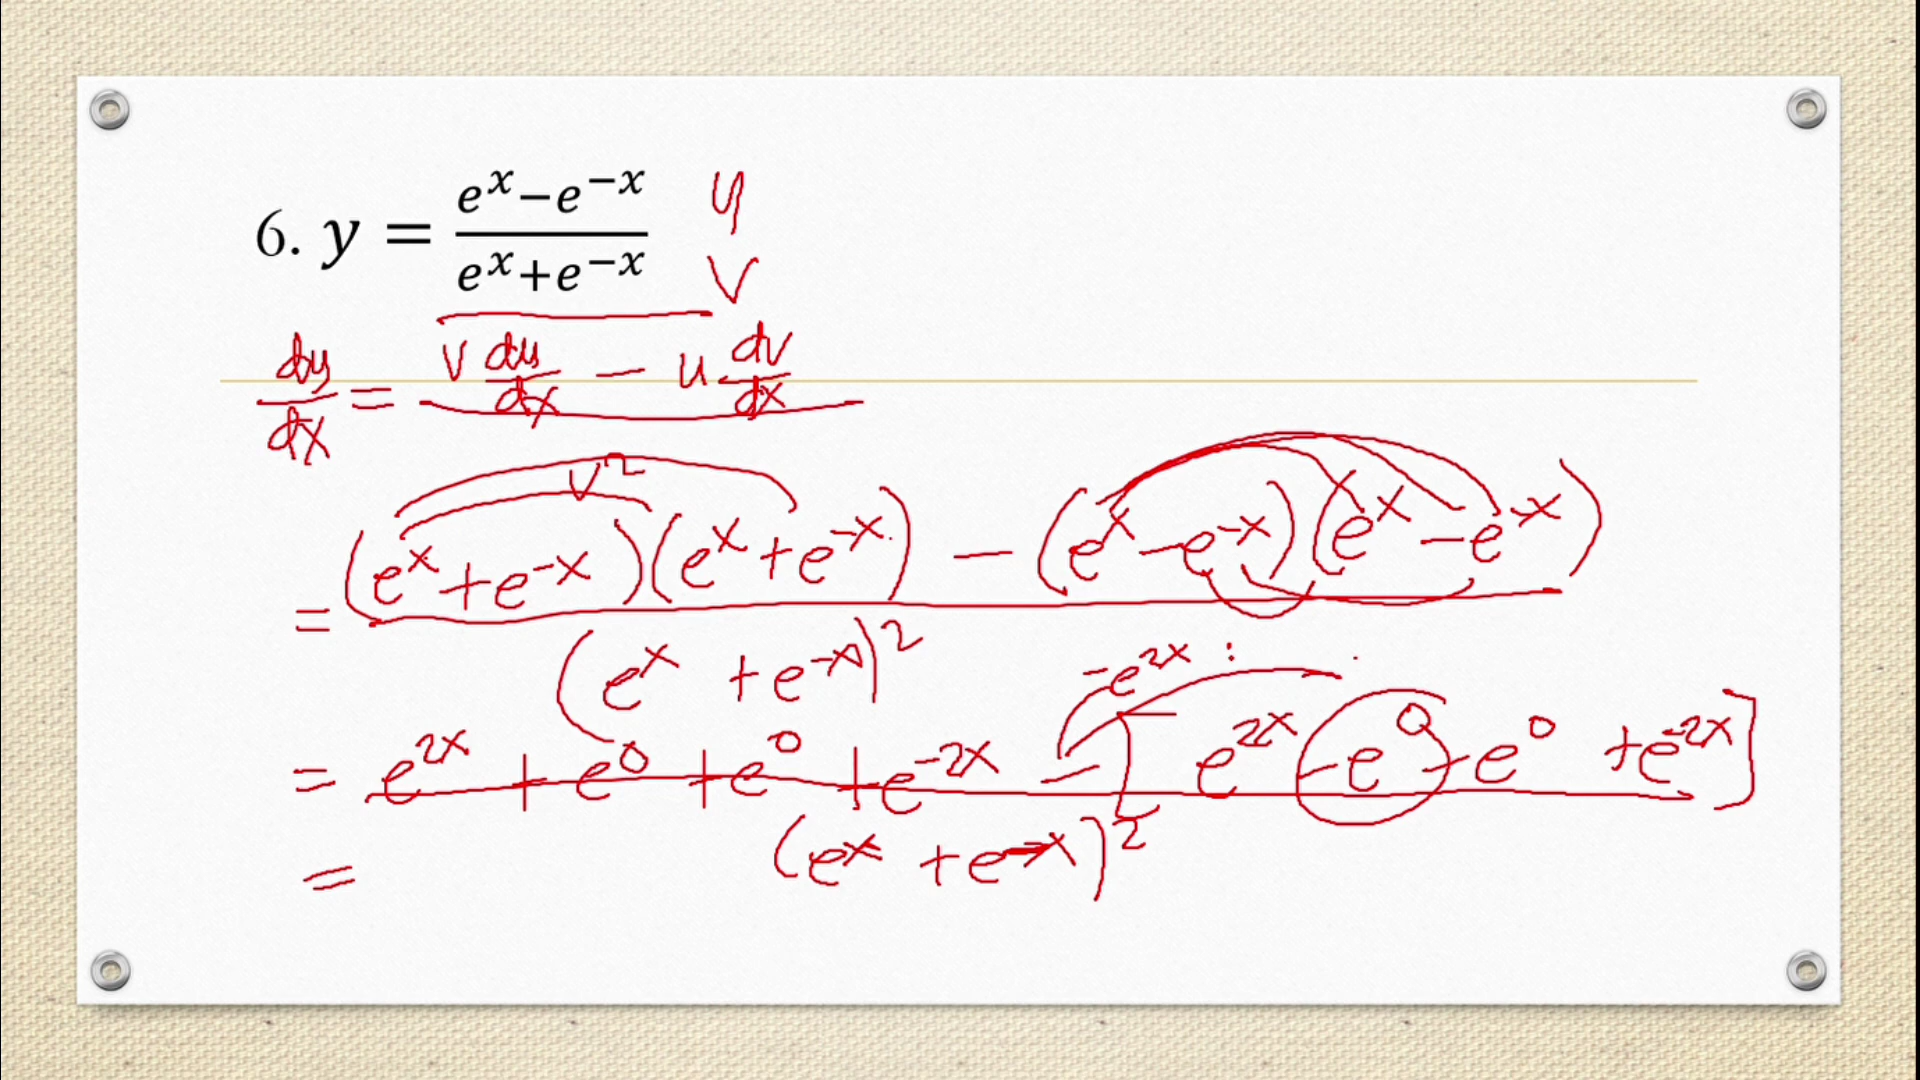 6. y = (e^x − e^−x)/(e^x + e^−x) u
v
dy/dx = (v du/dx − u dv/dx)/v^2
= ((e^x + e^−x)(e^x + e^−x) − (e^x − e^−x)(e^x − e^−x))/(e^x + e^−x)^2
−e^2x :
= (e^2x + e^0 + e^0 + e^−2x − [e^2x − e^0 − e^0 + e^−2x])/(e^x + e^−x)^2
=